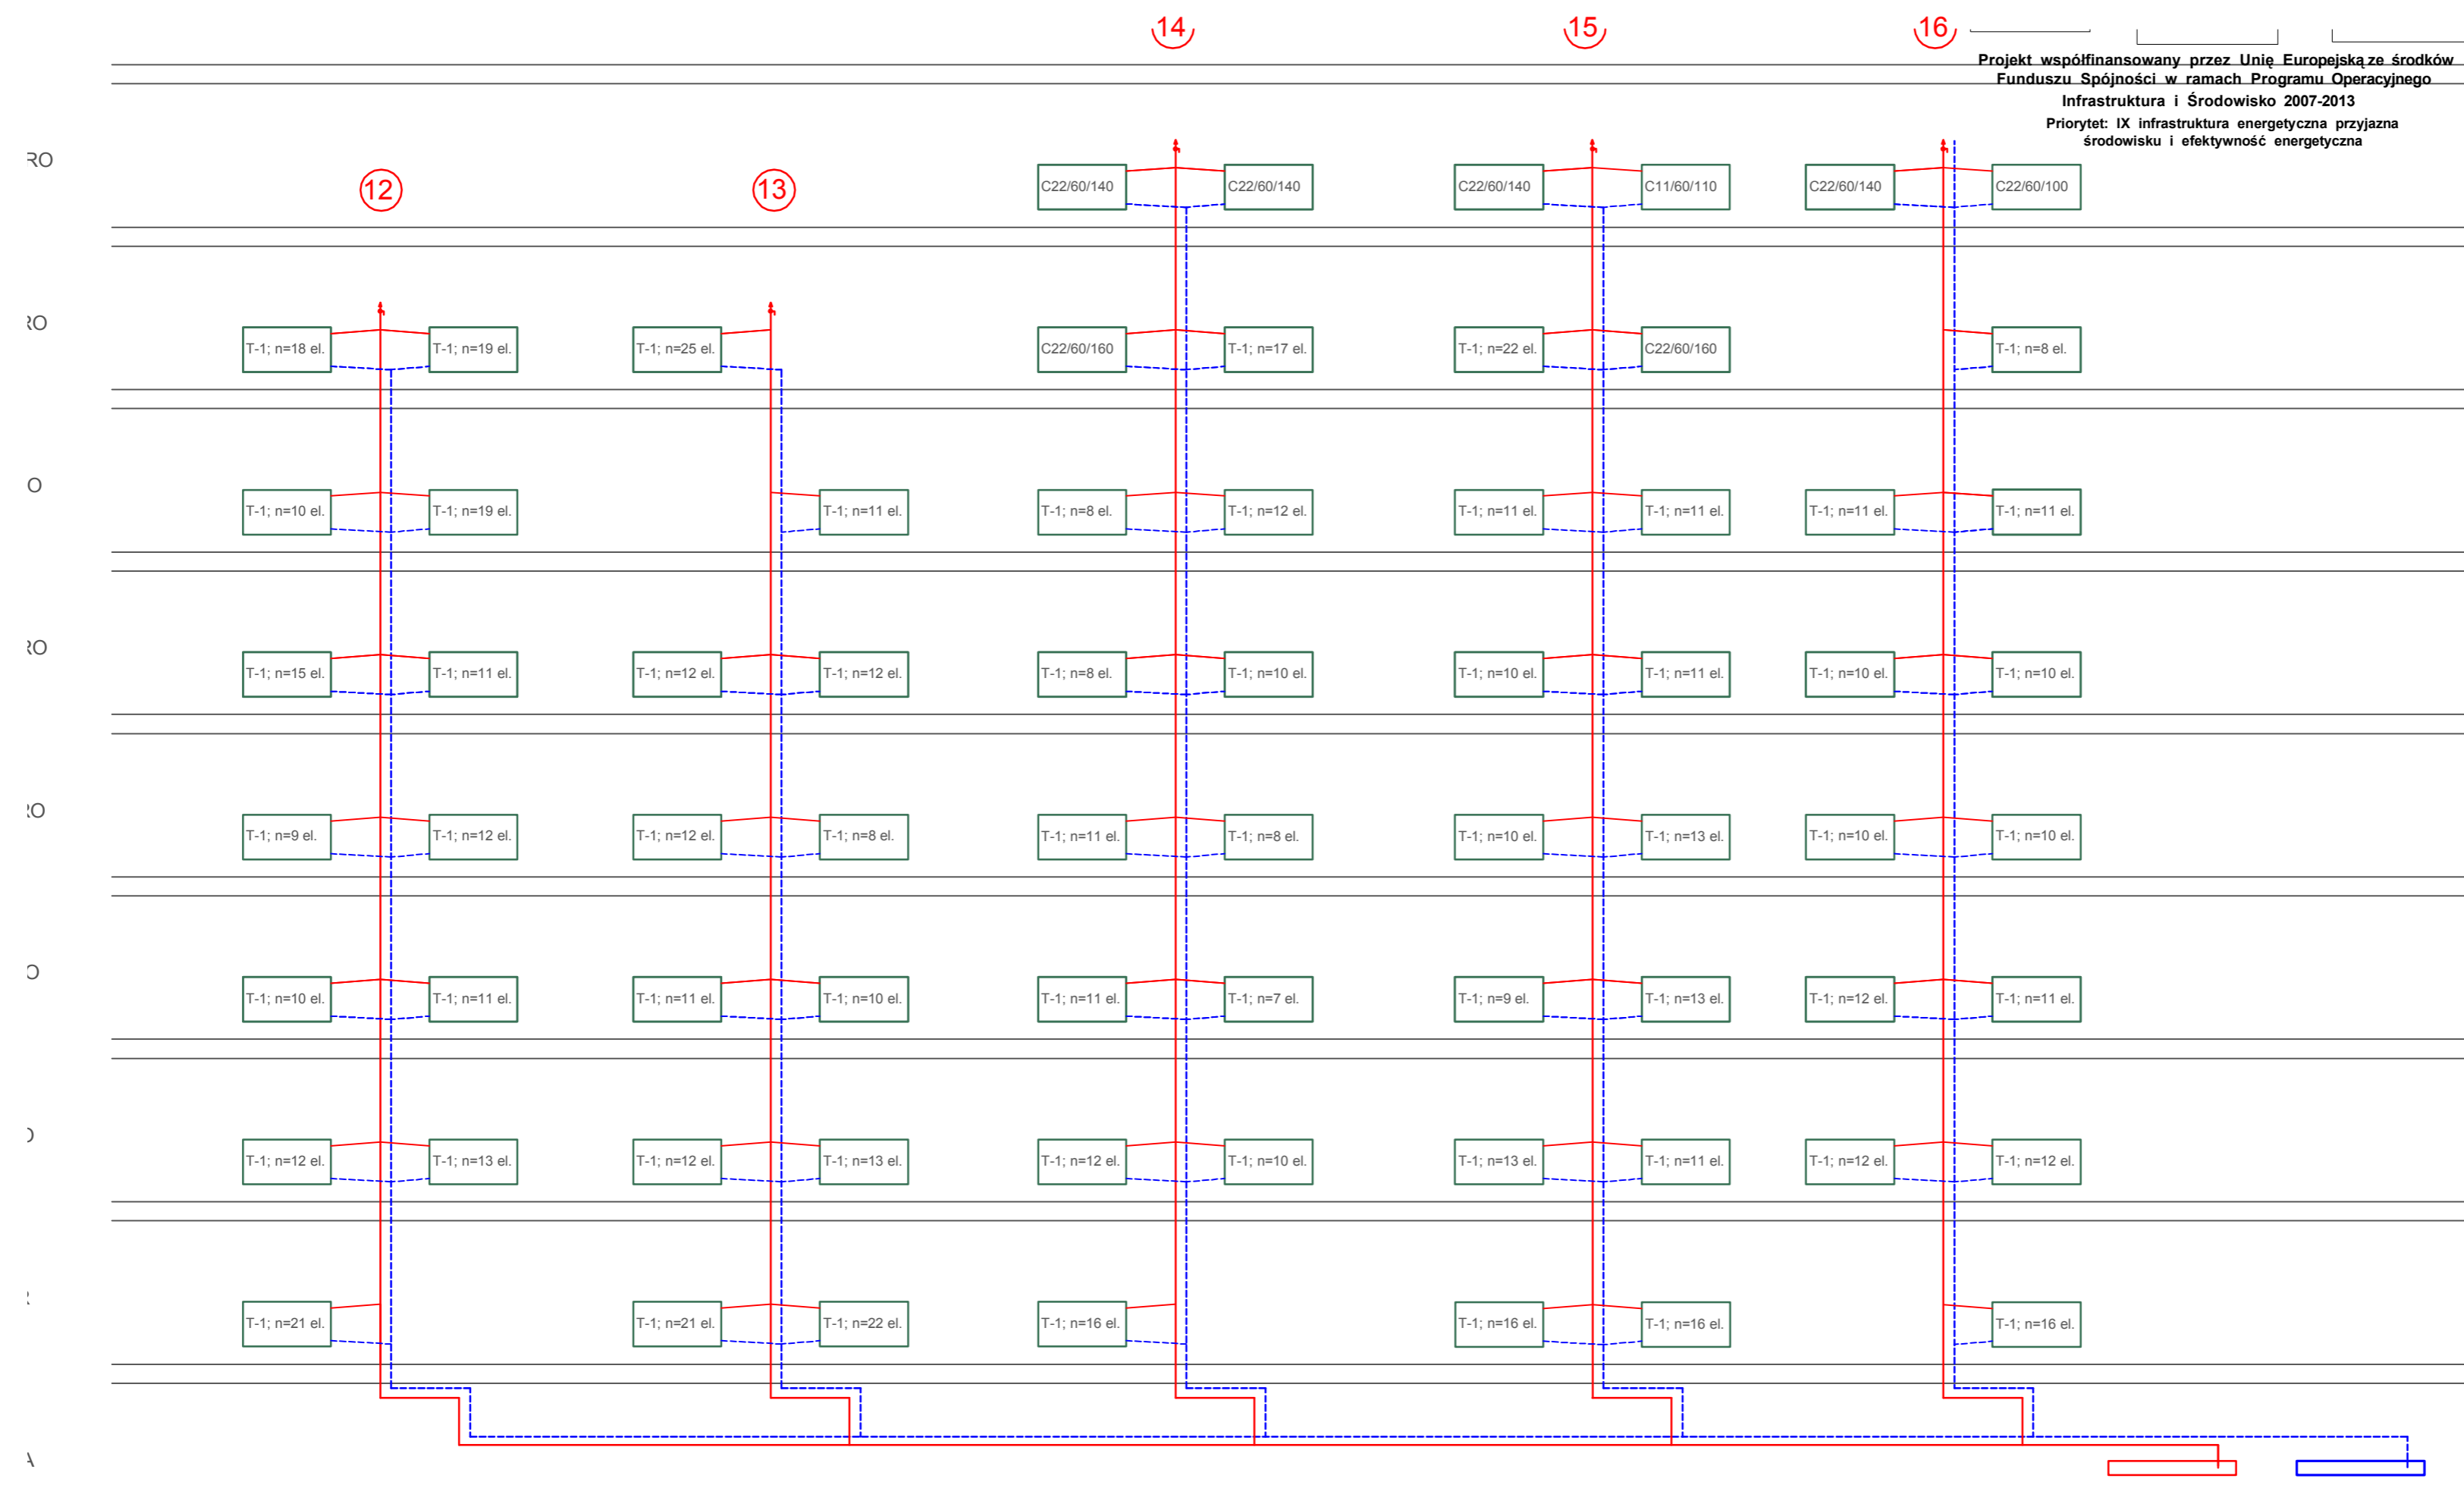 14 15 16
Projekt współfinansowany przez Unię Europejską ze środków
Funduszu Spójności w ramach Programu Operacyjnego
Infrastruktura i Środowisko 2007-2013
Priorytet: IX infrastruktura energetyczna przyjazna
środowisku i efektywność energetyczna
RO
12 13
C22/60/140 C22/60/140 C22/60/140 C11/60/110 C22/60/140 C22/60/100
RO
T-1; n=18 el. T-1; n=19 el. T-1; n=25 el. C22/60/160 T-1; n=17 el. T-1; n=22 el. C22/60/160 T-1; n=8 el.
O
T-1; n=10 el. T-1; n=19 el. T-1; n=11 el. T-1; n=8 el. T-1; n=12 el. T-1; n=11 el. T-1; n=11 el. T-1; n=11 el. T-1; n=11 el.
RO
T-1; n=15 el. T-1; n=11 el. T-1; n=12 el. T-1; n=12 el. T-1; n=8 el. T-1; n=10 el. T-1; n=10 el. T-1; n=11 el. T-1; n=10 el. T-1; n=10 el.
RO
T-1; n=9 el. T-1; n=12 el. T-1; n=12 el. T-1; n=8 el. T-1; n=11 el. T-1; n=8 el. T-1; n=10 el. T-1; n=13 el. T-1; n=10 el. T-1; n=10 el.
O
T-1; n=10 el. T-1; n=11 el. T-1; n=11 el. T-1; n=10 el. T-1; n=11 el. T-1; n=7 el. T-1; n=9 el. T-1; n=13 el. T-1; n=12 el. T-1; n=11 el.
T-1; n=12 el. T-1; n=13 el. T-1; n=12 el. T-1; n=13 el. T-1; n=12 el. T-1; n=10 el. T-1; n=13 el. T-1; n=11 el. T-1; n=12 el. T-1; n=12 el.
T-1; n=21 el. T-1; n=21 el. T-1; n=22 el. T-1; n=16 el. T-1; n=16 el. T-1; n=16 el. T-1; n=16 el.
A